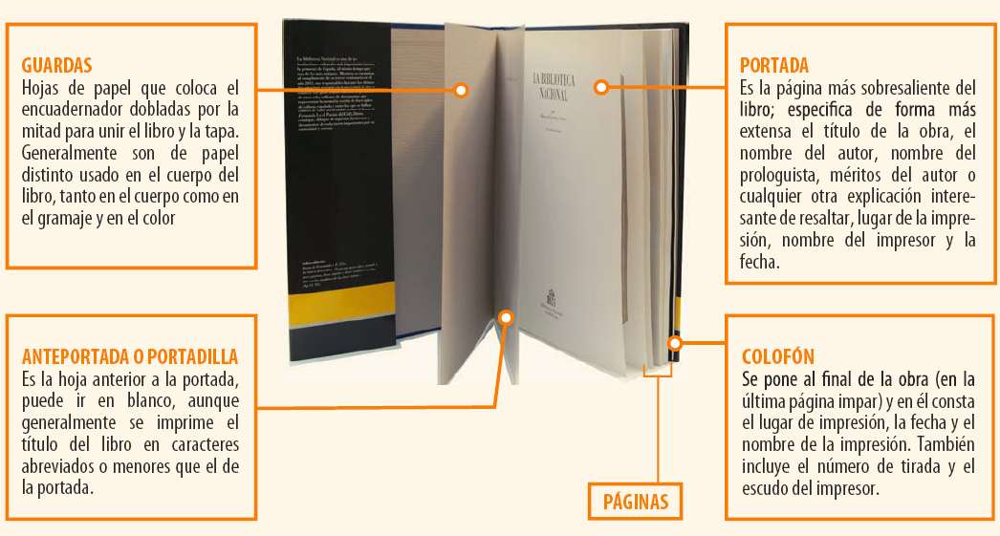 GUARDAS
Hojas de papel que coloca el
encuadernador dobladas por la
mitad para unir el libro y la tapa.
Generalmente son de papel
distinto usado en el cuerpo del
libro, tanto en el cuerpo como en
el gramaje y en el color
ANTEPORTADA O PORTADILLA
Es la hoja anterior a la portada,
puede ir en blanco, aunque
generalmente se imprime el
título del libro en caracteres
abreviados o menores que el de
la portada.
LA BIBLIOTECA
NACIONAL
PORTADA
Es la página más sobresaliente del
libro; especifica de forma más
extensa el título de la obra, el
nombre del autor, nombre del
prologuista, méritos del autor o
cualquier otra explicación intere-
sante de resaltar, lugar de la impre-
sión, nombre del impresor y la
fecha.
COLOFÓN
Se pone al final de la obra (en la
última página impar) y en él consta
el lugar de impresión, la fecha y el
nombre de la impresión. También
incluye el número de tirada y el
escudo del impresor.
PÁGINAS